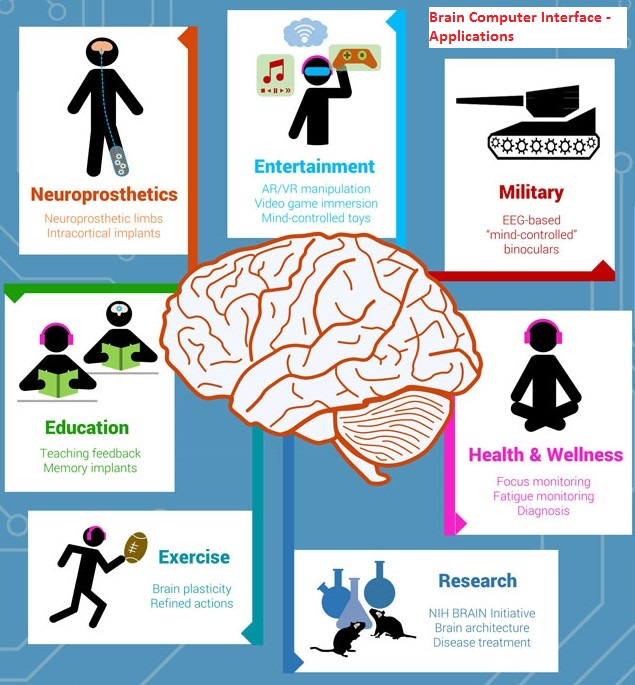 Brain Computer Interface -
Applications
Neuroprosthetics
Neuroprosthetic limbs
Intracortical implants
Entertainment
AR/VR manipulation
Video game immersion
Mind-controlled toys
Military
EEG-based
“mind-controlled”
binoculars
Education
Teaching feedback
Memory implants
Health & Wellness
Focus monitoring
Fatigue monitoring
Diagnosis
Exercise
Brain plasticity
Refined actions
Research
NIH BRAIN Initiative
Brain architecture
Disease treatment